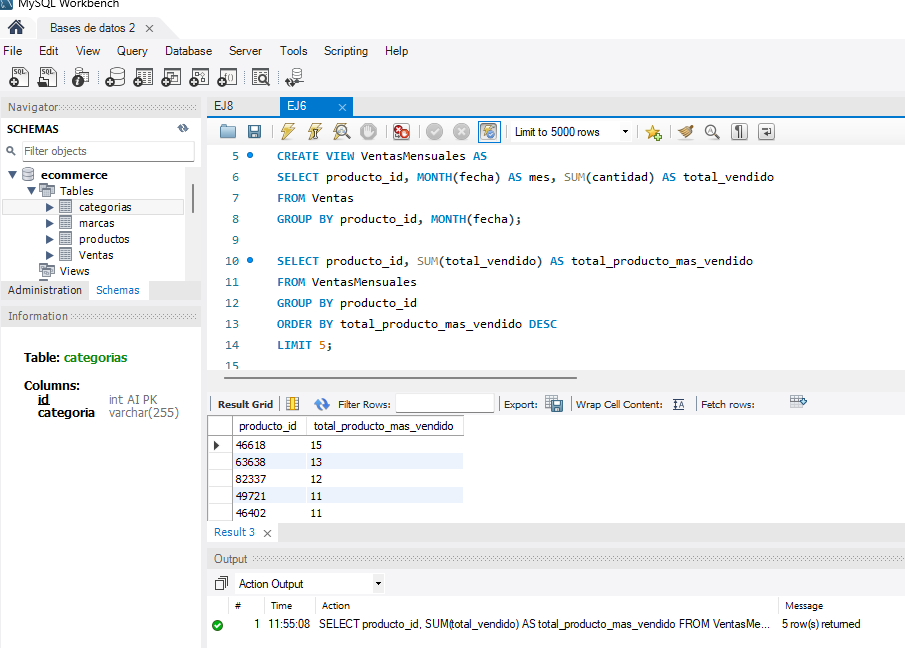 MySQL Workbench
Bases de datos 2
File Edit View Query Database Server Tools Scripting Help
Navigator
SCHEMAS
Filter objects
ecommerce
Tables
categorias
marcas
productos
Ventas
Views
Administration Schemas
Information
Table: categorias
Columns:
id int AI PK
categoria varchar(255)
EJ8 EJ6
Limit to 5000 rows
5 CREATE VIEW VentasMensuales AS
6 SELECT producto_id, MONTH(fecha) AS mes, SUM(cantidad) AS total_vendido
7 FROM Ventas
8 GROUP BY producto_id, MONTH(fecha);
9
10 SELECT producto_id, SUM(total_vendido) AS total_producto_mas_vendido
11 FROM VentasMensuales
12 GROUP BY producto_id
13 ORDER BY total_producto_mas_vendido DESC
14 LIMIT 5;
15
Result Grid Filter Rows: Export: Wrap Cell Content: Fetch rows:
producto_id total_producto_mas_vendido
46618 15
63638 13
82337 12
49721 11
46402 11
Result 3
Output
Action Output
# Time Action Message
1 11:55:08 SELECT producto_id, SUM(total_vendido) AS total_producto_mas_vendido FROM VentasMe... 5 row(s) returned